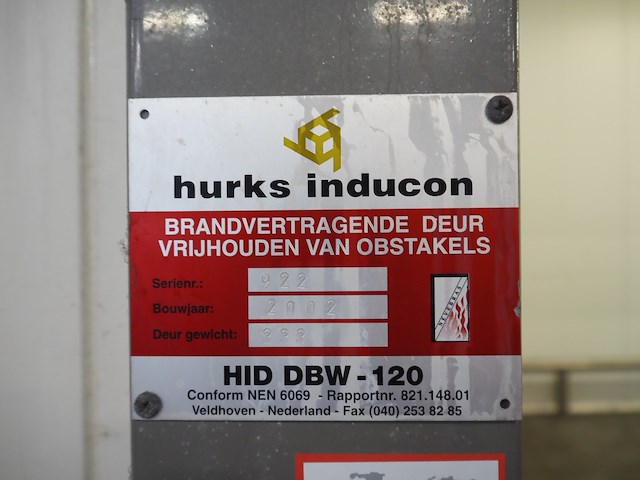 hurks inducon
BRANDVERTRAGENDE DEUR
VRIJHOUDEN VAN OBSTAKELS
Serienr.: 922
Bouwjaar: 2002
Deur gewicht:
HID DBW - 120
Conform NEN 6069 - Rapportnr. 821.148.01
Veldhoven - Nederland - Fax (040) 253 82 85